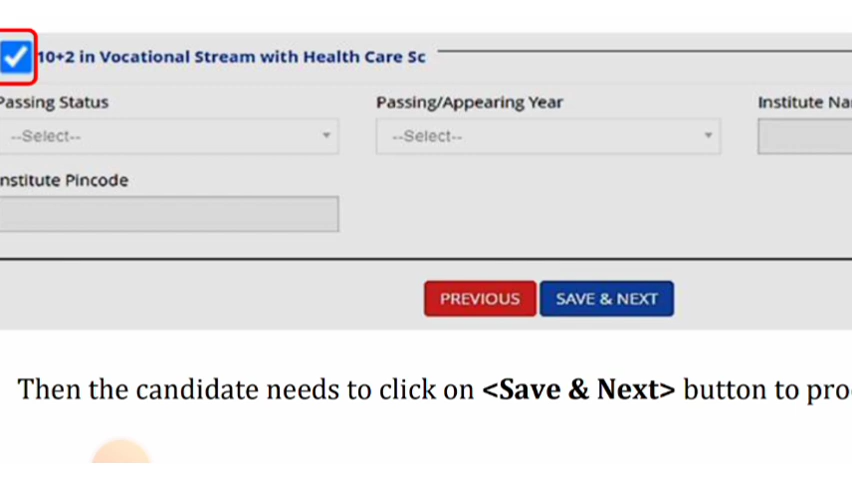 10+2 in Vocational Stream with Health Care Sc
Passing Status
Passing/Appearing Year
Institute Na
--Select--
--Select--
nstitute Pincode
PREVIOUS
SAVE & NEXT
Then the candidate needs to click on <Save & Next> button to pro